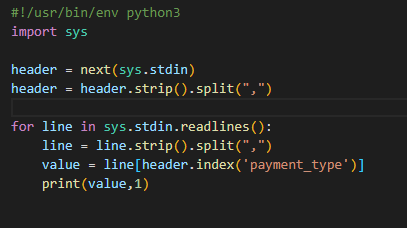 #!/usr/bin/env python3
import sys

header = next(sys.stdin)
header = header.strip().split(",")

for line in sys.stdin.readlines():
    line = line.strip().split(",")
    value = line[header.index('payment_type')]
    print(value,1)